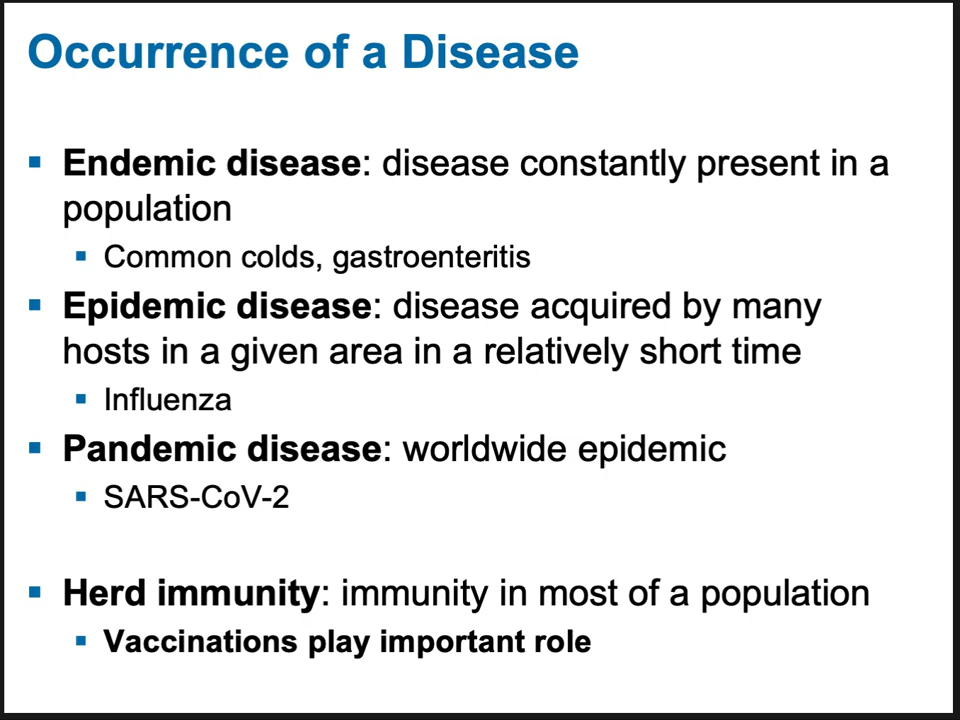 Occurrence of a Disease
▪ Endemic disease: disease constantly present in a
population
▪ Common colds, gastroenteritis
▪ Epidemic disease: disease acquired by many
hosts in a given area in a relatively short time
▪ Influenza
▪ Pandemic disease: worldwide epidemic
▪ SARS-CoV-2
▪ Herd immunity: immunity in most of a population
▪ Vaccinations play important role